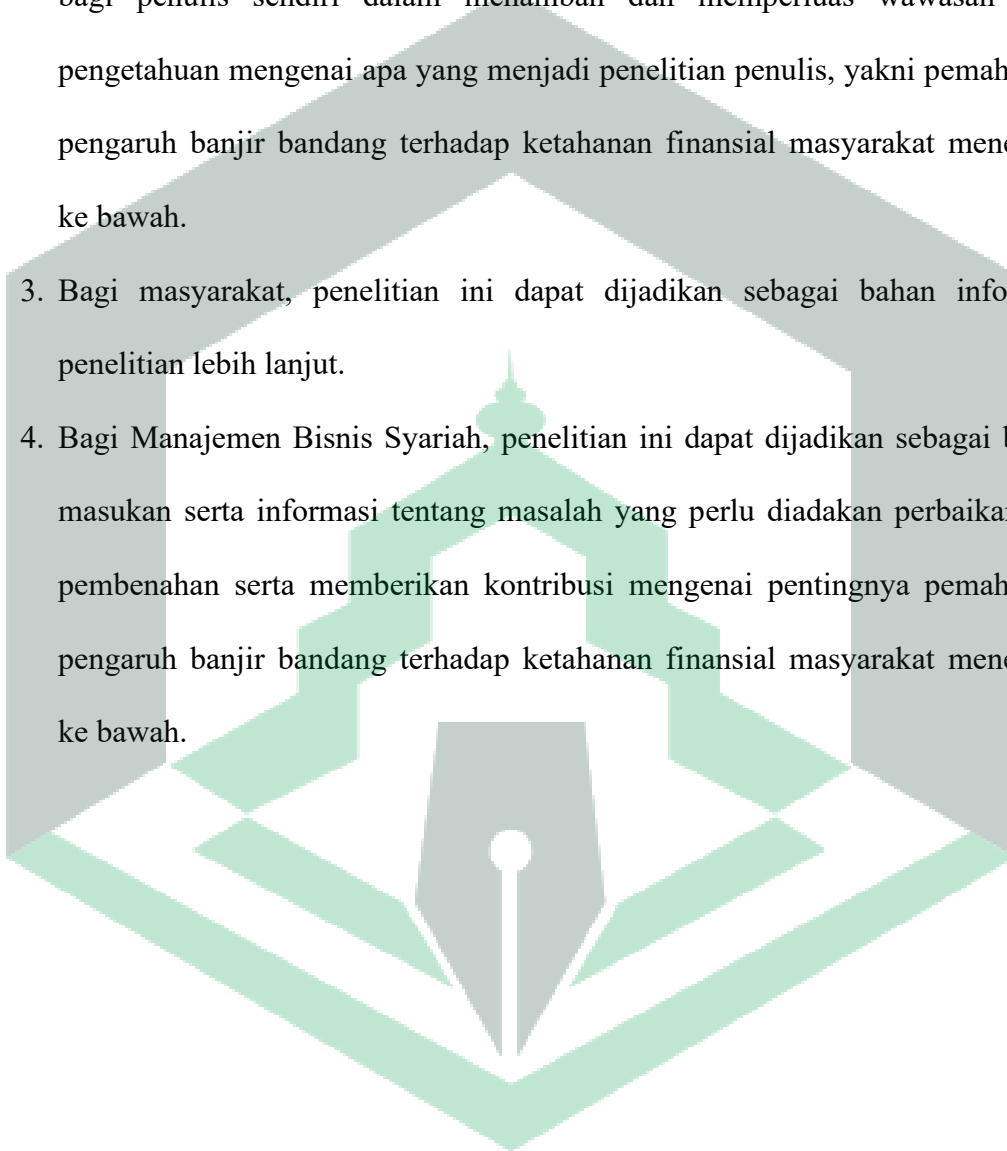 bagi penulis sendiri dalam menambah dan memperluas wawasan
pengetahuan mengenai apa yang menjadi penelitian penulis, yakni pemah
pengaruh banjir bandang terhadap ketahanan finansial masyarakat mene
ke bawah.
3. Bagi masyarakat, penelitian ini dapat dijadikan sebagai bahan info
penelitian lebih lanjut.
4. Bagi Manajemen Bisnis Syariah, penelitian ini dapat dijadikan sebagai b
masukan serta informasi tentang masalah yang perlu diadakan perbaikan
pembenahan serta memberikan kontribusi mengenai pentingnya pemah
pengaruh banjir bandang terhadap ketahanan finansial masyarakat mene
ke bawah.